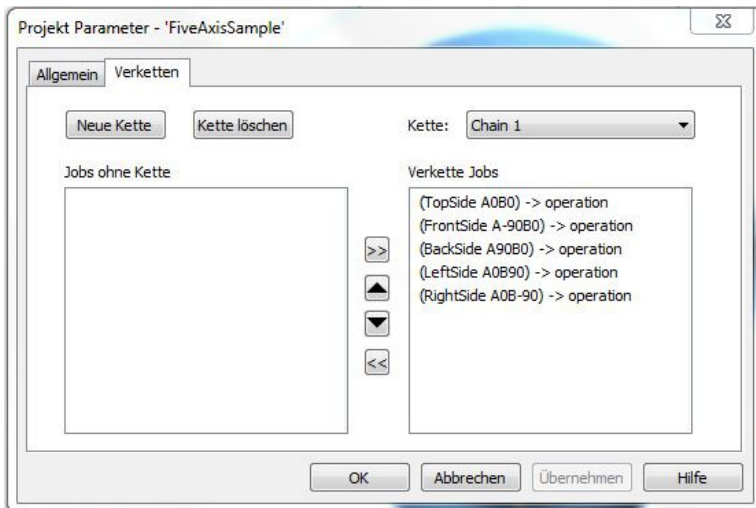 Projekt Parameter - 'FiveAxisSample'
Allgemein
Verketten
Neue Kette
Kette löschen
Kette:
Chain 1
Jobs ohne Kette
Verkette Jobs
(TopSide A0B0) -> operation
(FrontSide A-90B0) -> operation
(BackSide A90B0) -> operation
(LeftSide A0B90) -> operation
(RightSide A0B-90) -> operation
>>
<<
OK
Abbrechen
Übernehmen
Hilfe